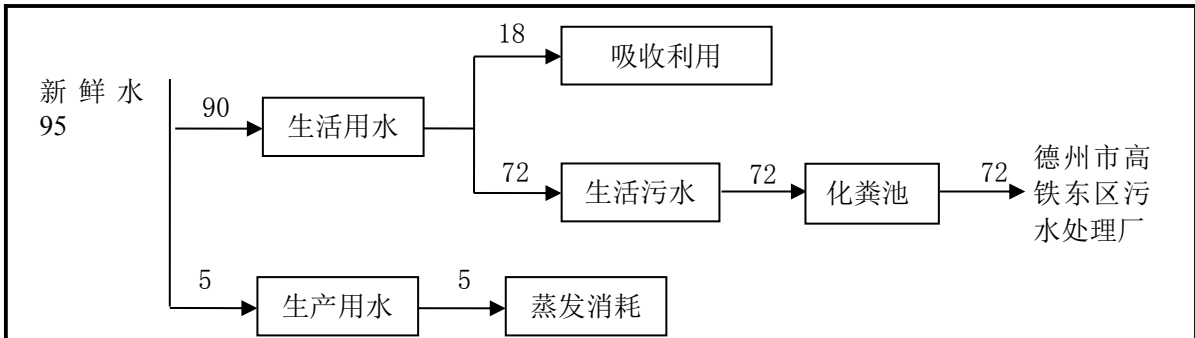 新鲜水
95
90
生活用水
18
吸收利用
72
生活污水
72
化粪池
72
德州市高
铁东区污
水处理厂
5
生产用水
5
蒸发消耗